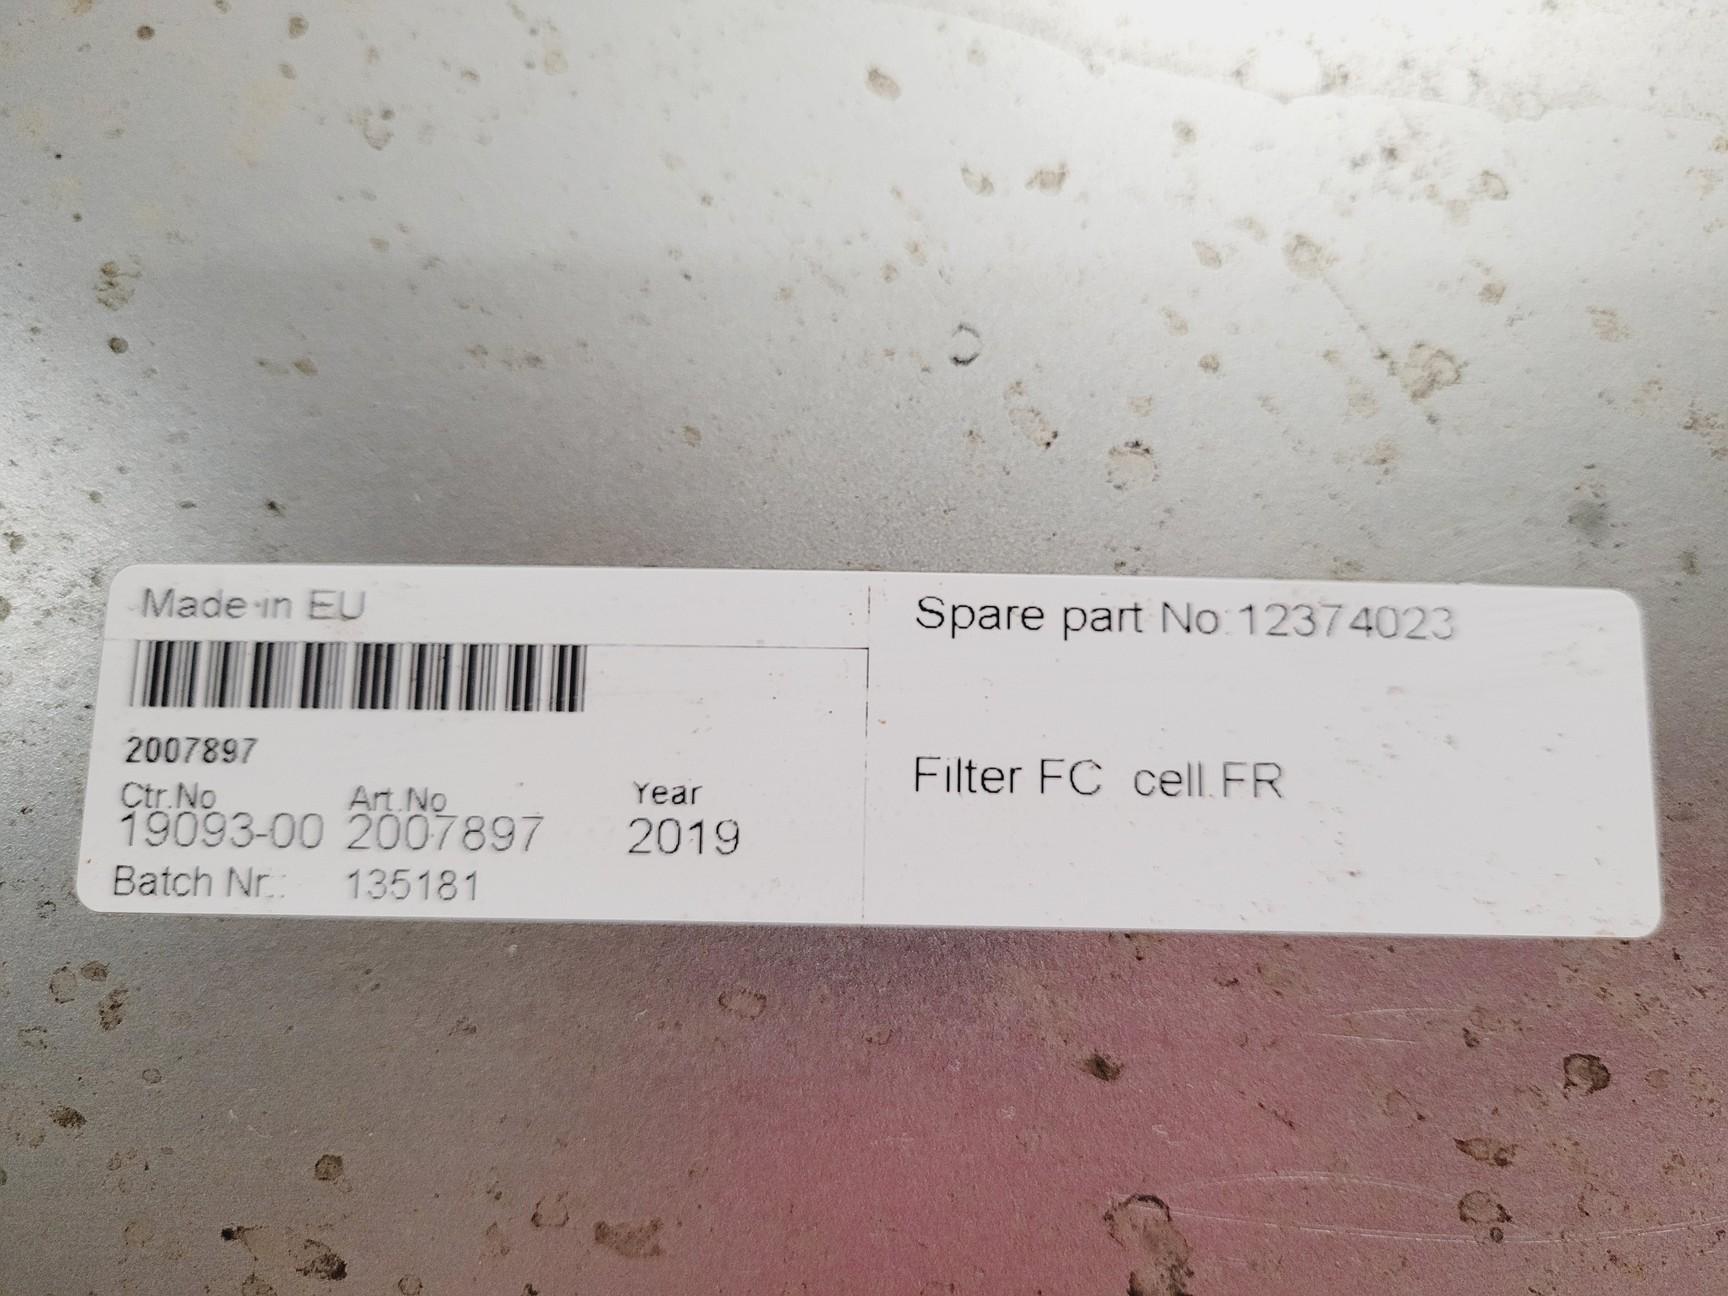 Made in EU
2007897
Ctr.No Art.No Year
19093-00 2007897 2019
Batch Nr.: 135181
Spare part No:12374023
Filter FC cell.FR